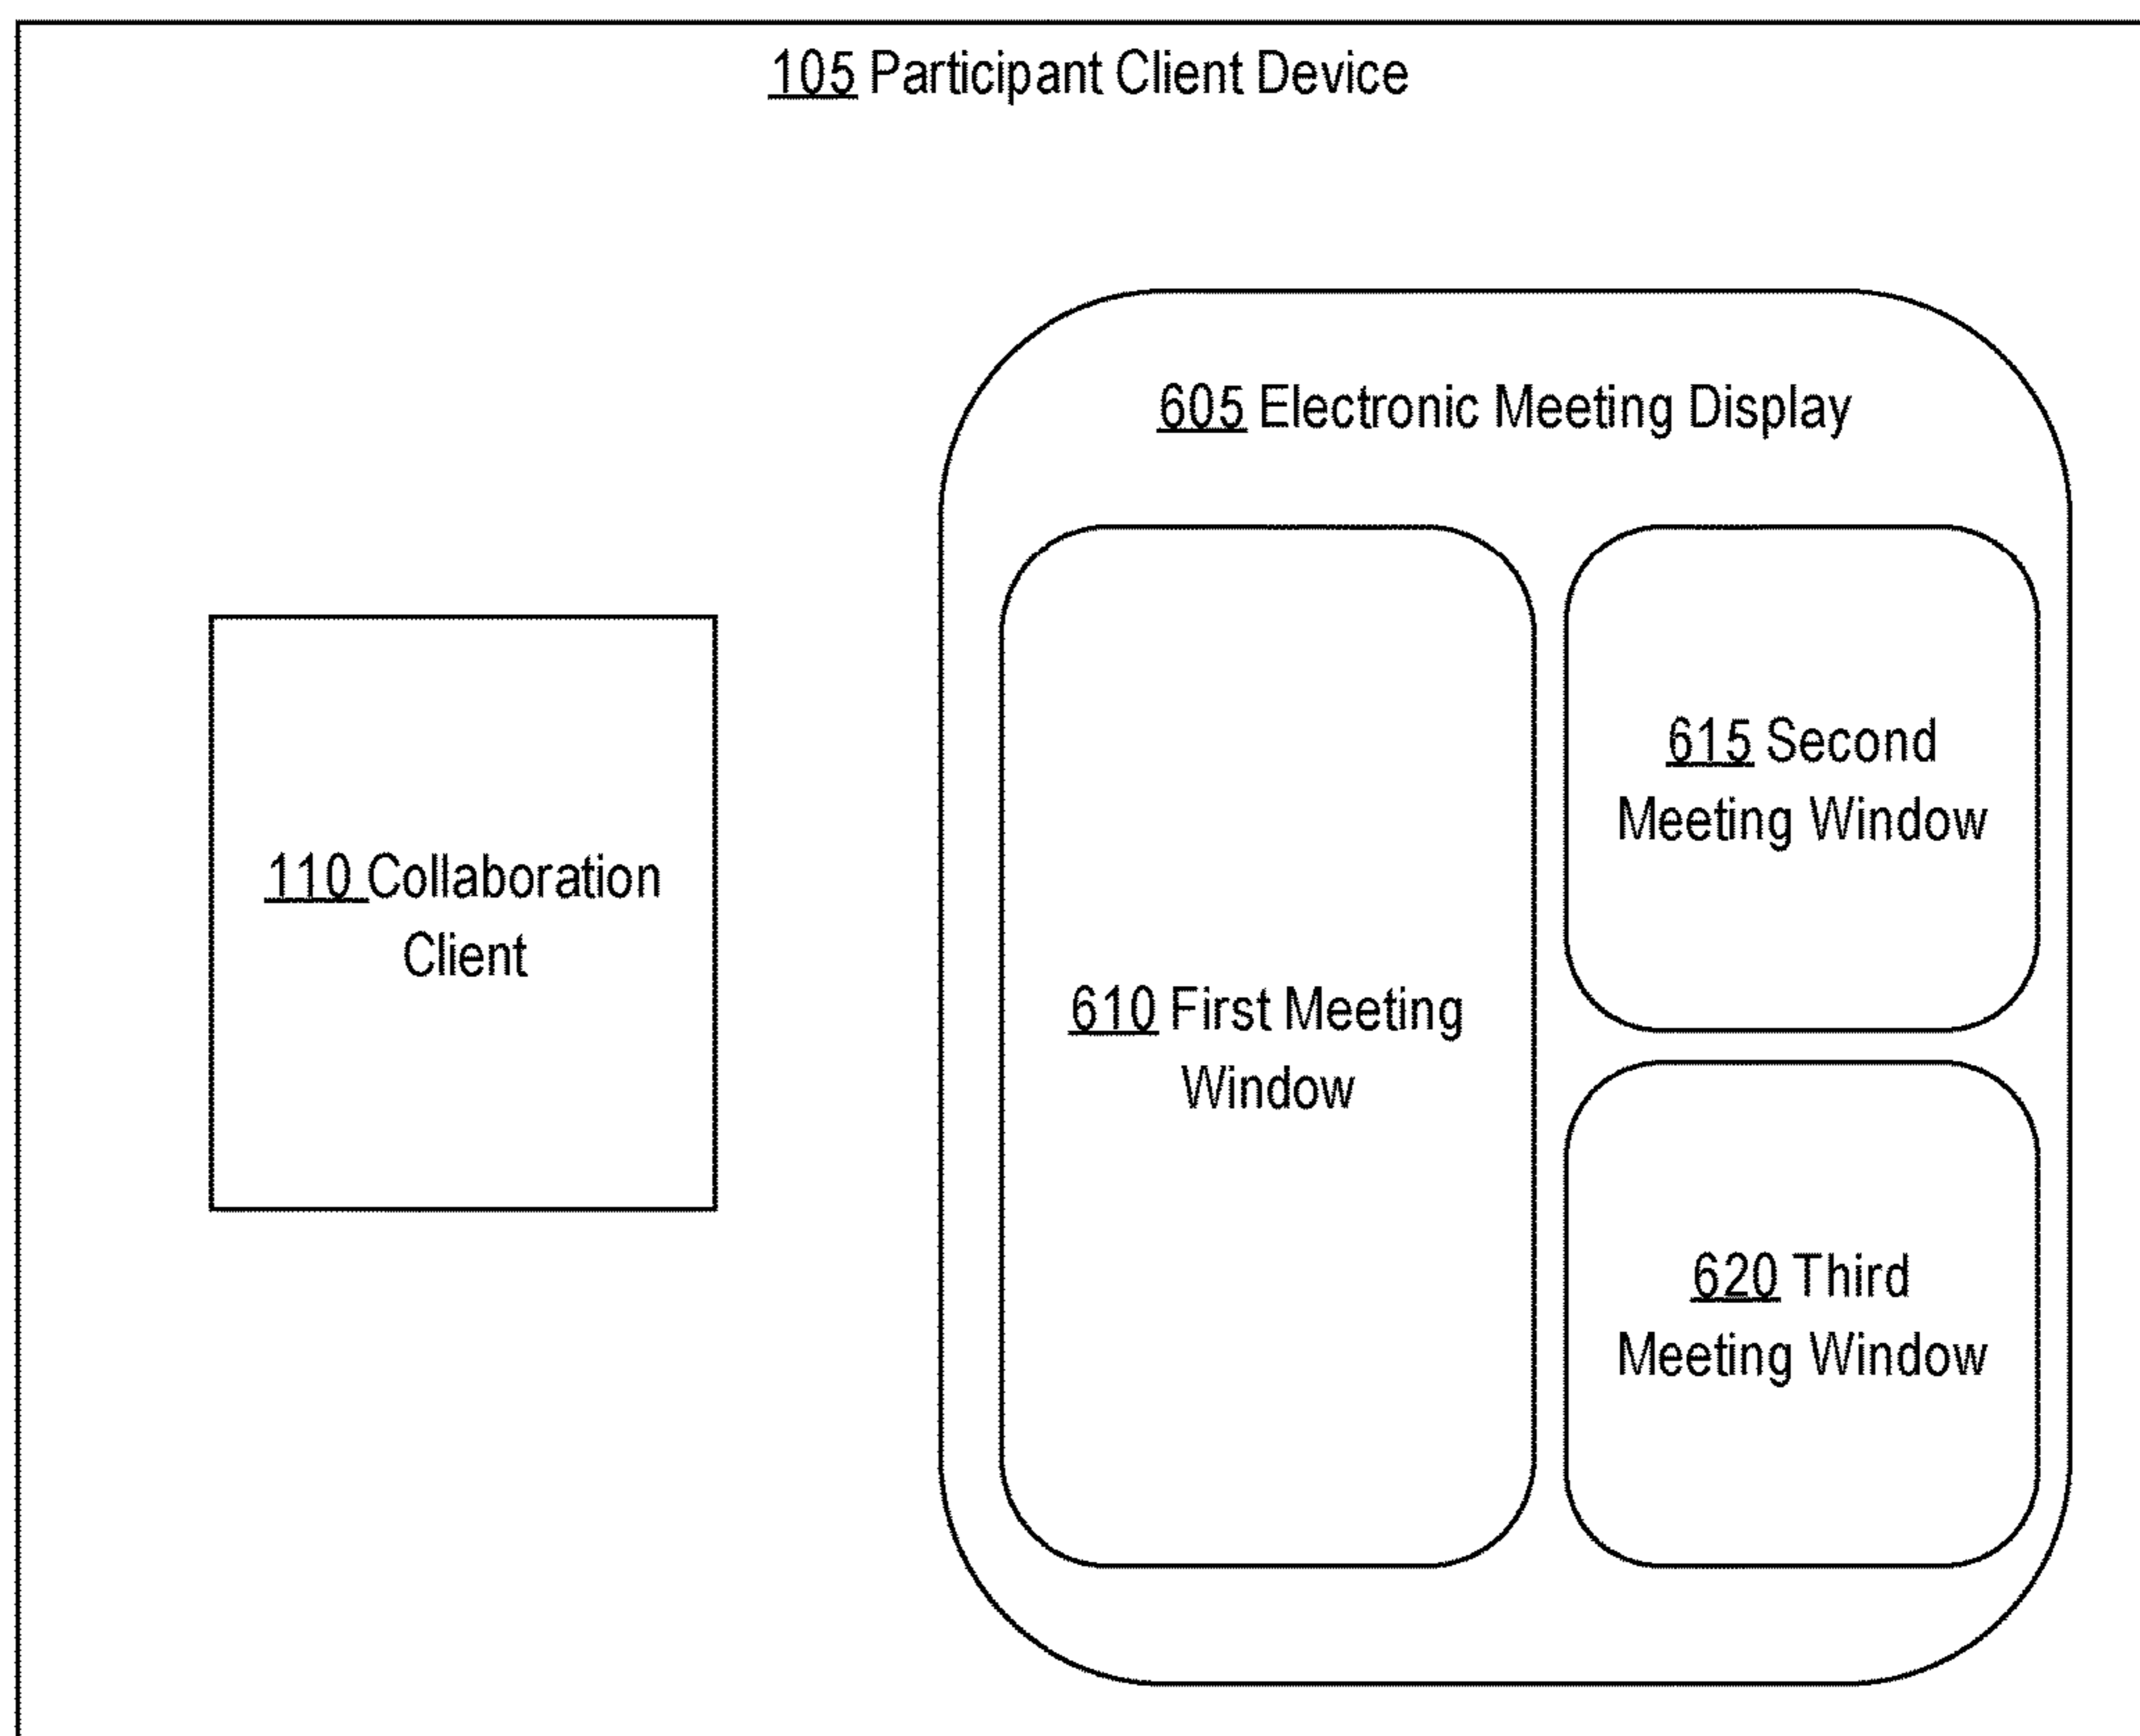 105 Participant Client Device
605 Electronic Meeting Display
110 Collaboration
Client
610 First Meeting
Window
615 Second
Meeting Window
620 Third
Meeting Window